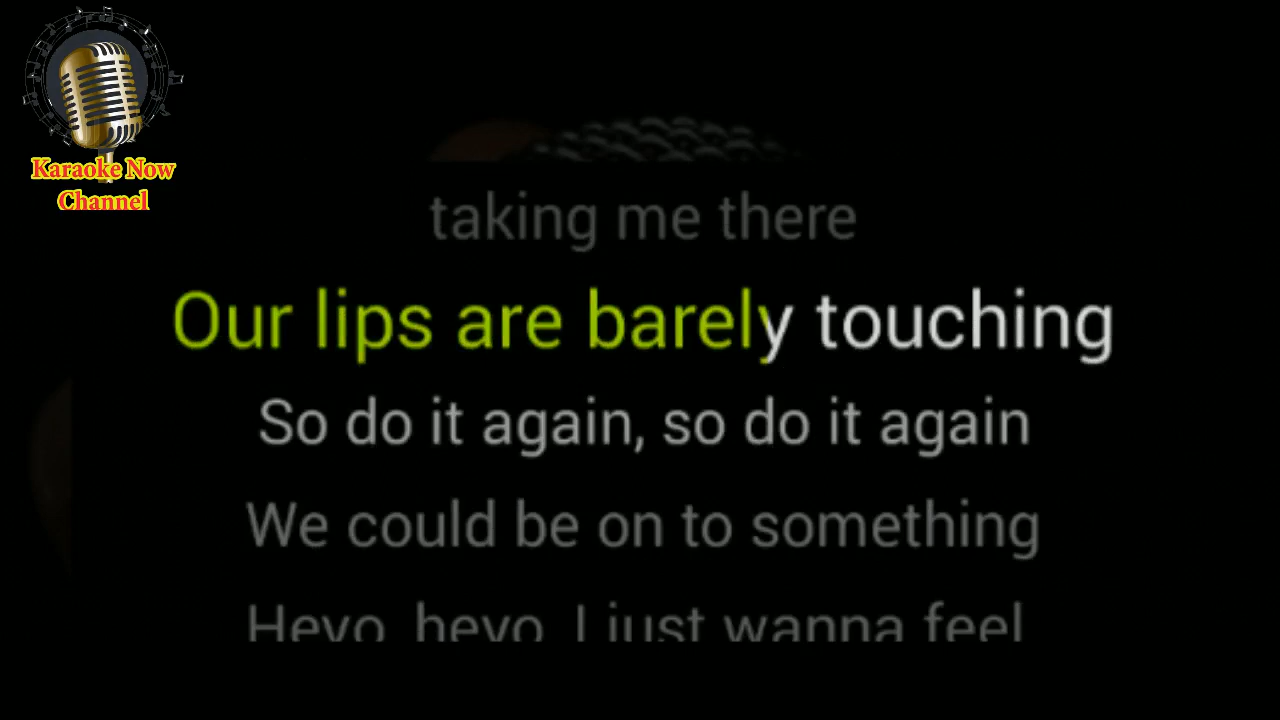 Karaoke Now
Channel
taking me there
Our lips are barely touching
So do it again, so do it again
We could be on to something
Heyo, heyo, I just wanna feel